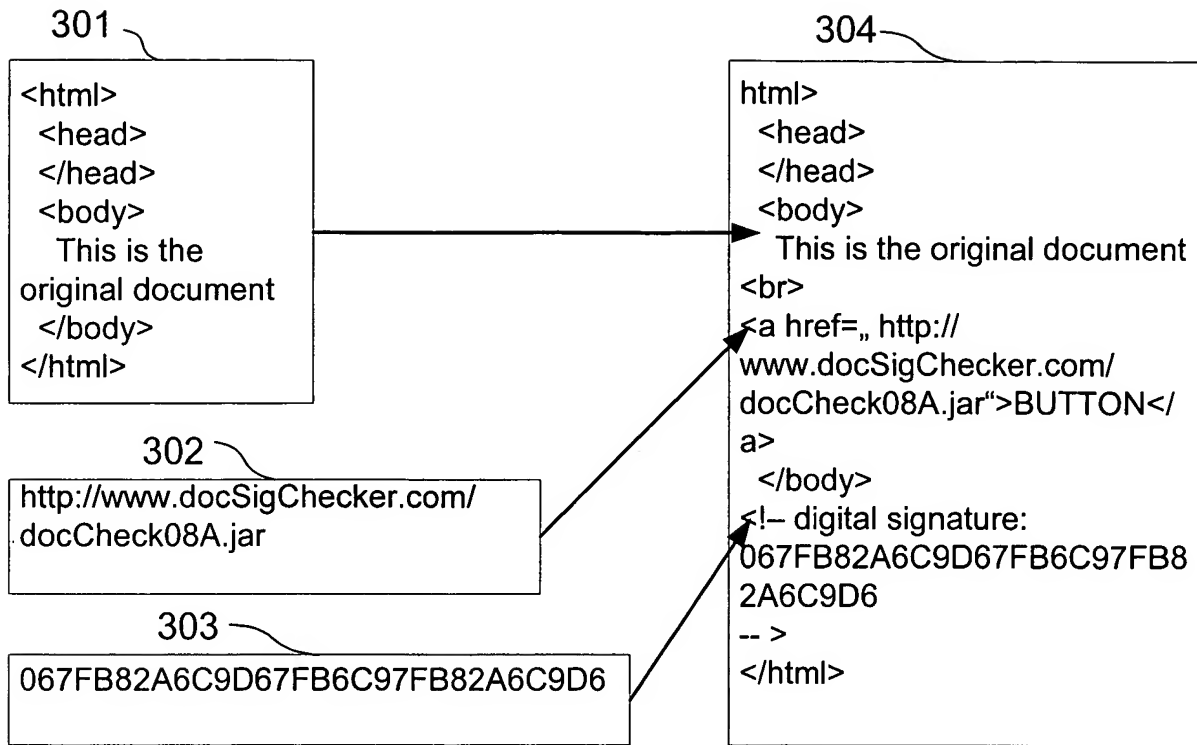 301
<html>
<head>
</head>
<body>
This is the
original document
</body>
</html>
302
http://www.docSigChecker.com/
docCheck08A.jar
303
067FB82A6C9D67FB6C97FB82A6C9D6
304
html>
<head>
</head>
<body>
This is the original document
<br>
<a href=„ http://
www.docSigChecker.com/
docCheck08A.jar“>BUTTON</
a>
</body>
<!– digital signature:
067FB82A6C9D67FB6C97FB8
2A6C9D6
-- >
</html>